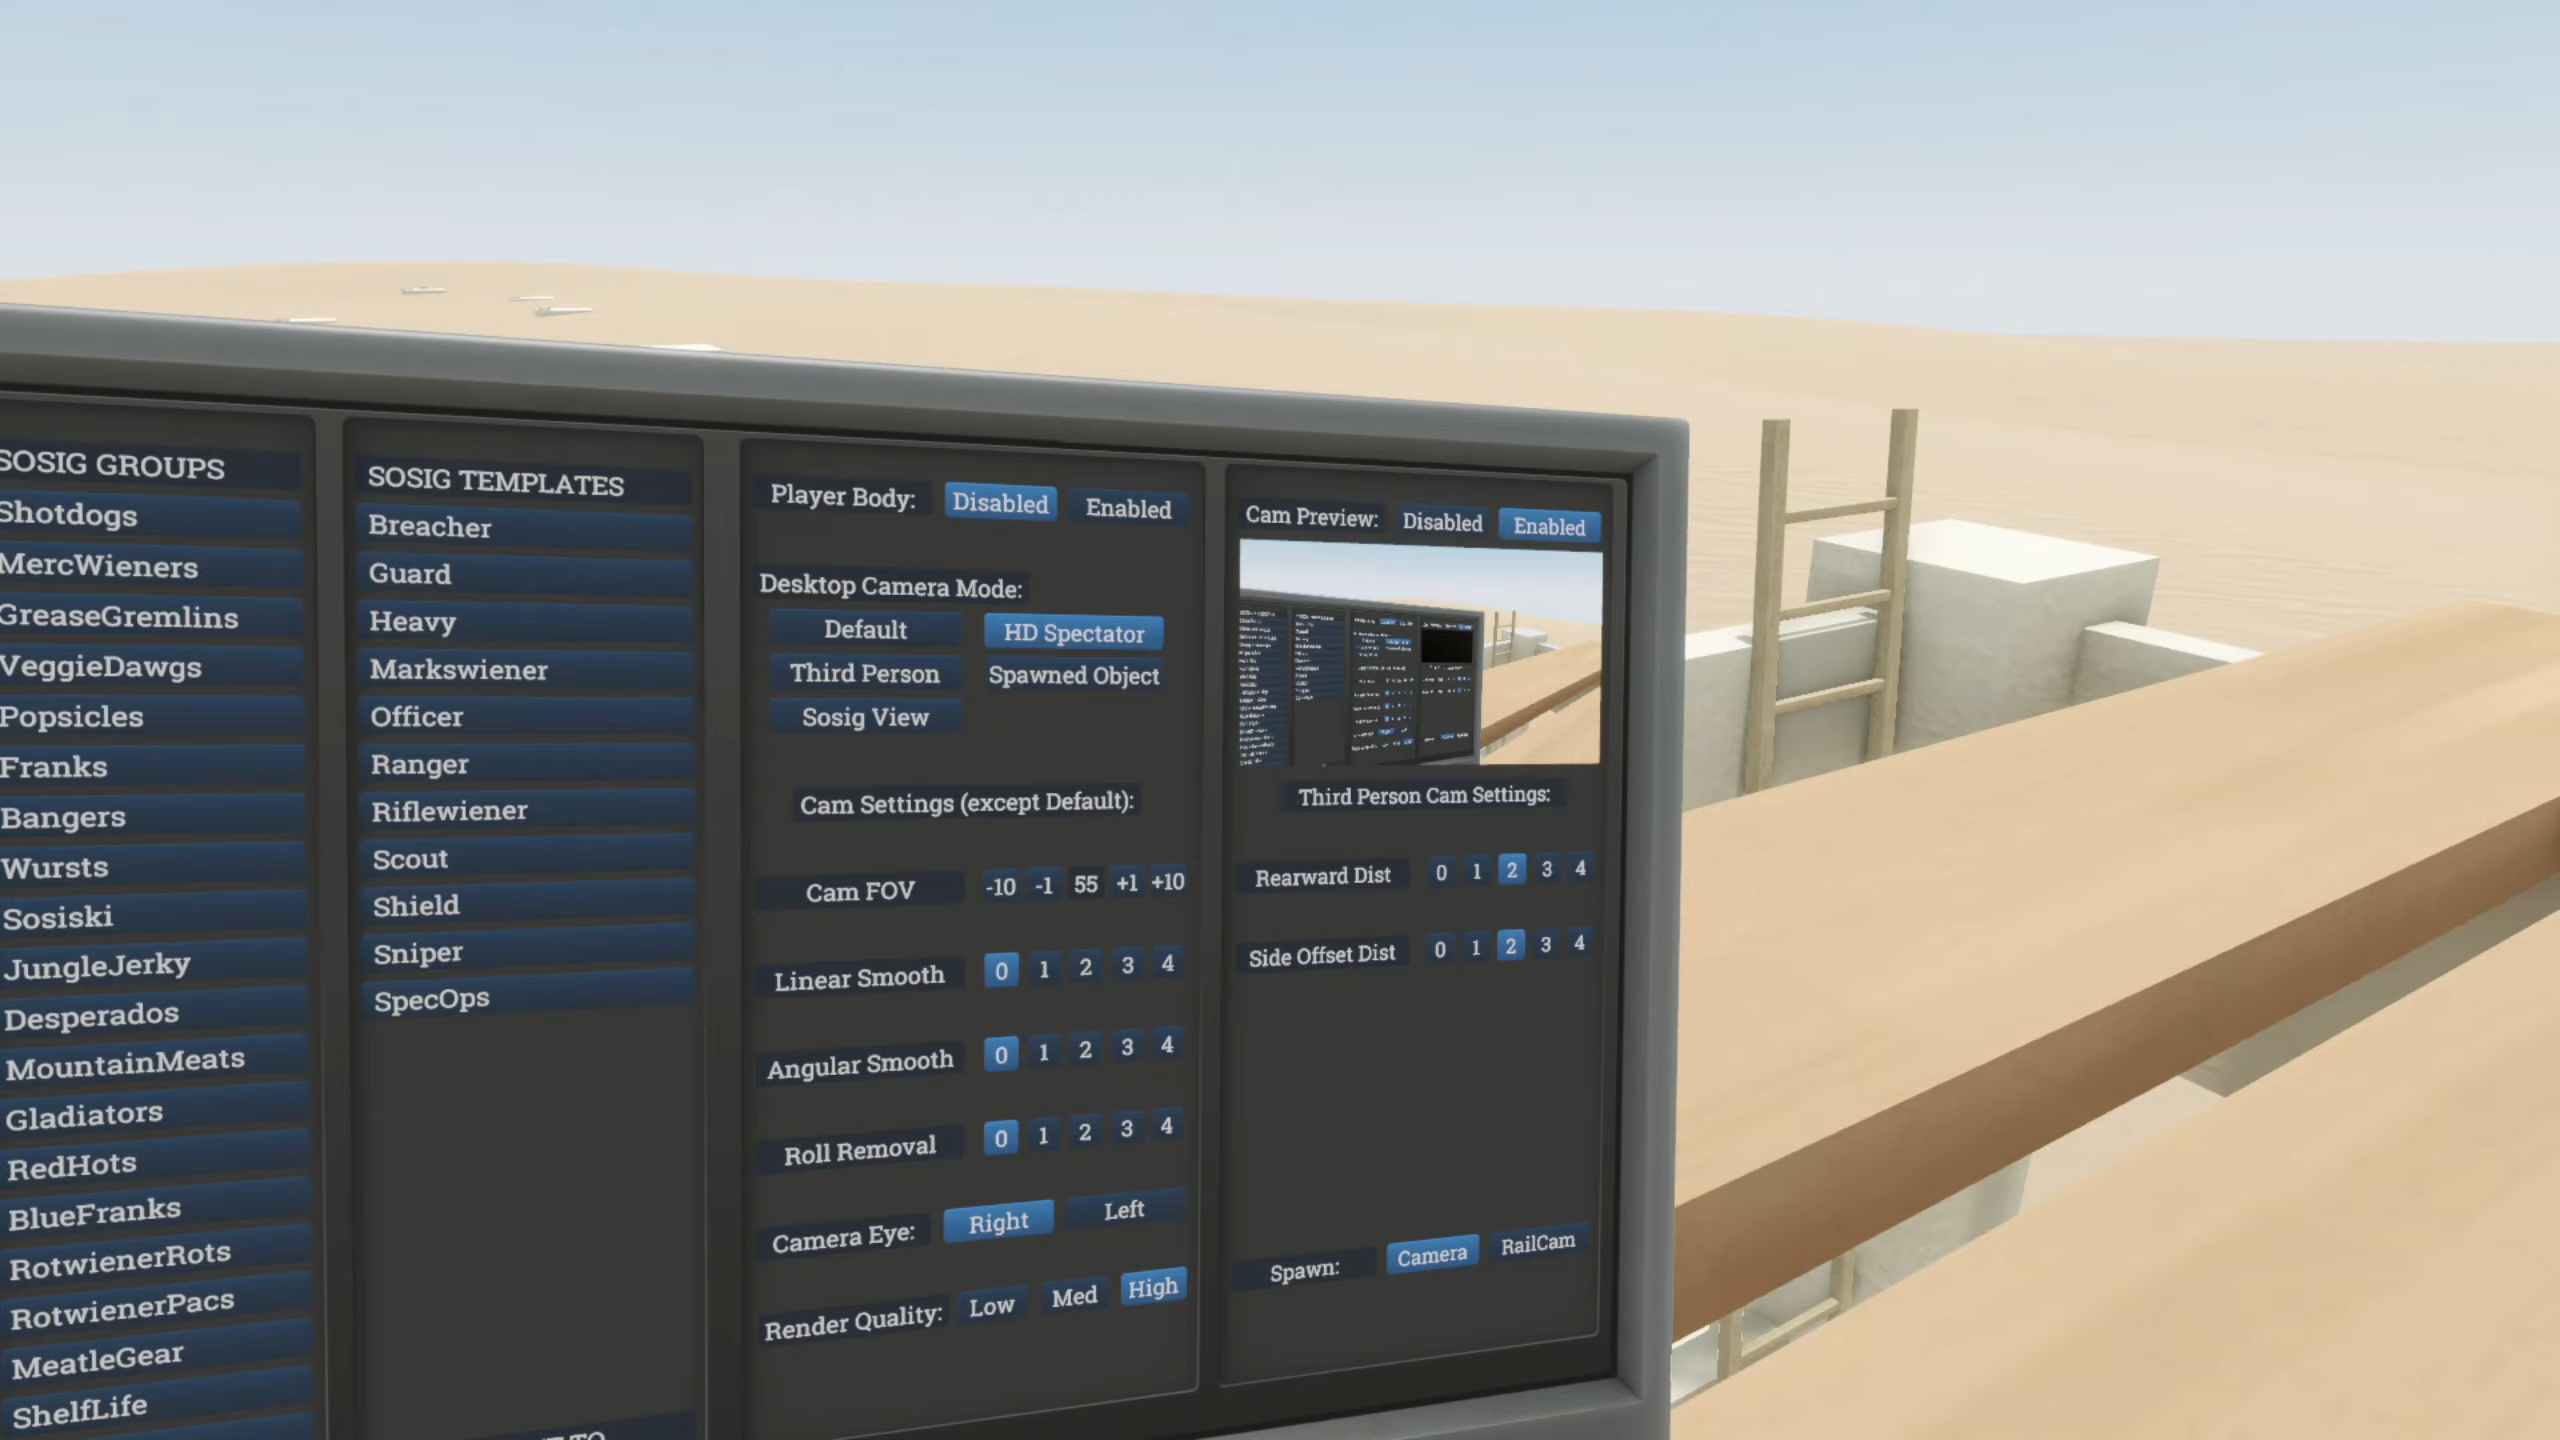 SOSIG GROUPS
Shotdogs
MercWieners
GreaseGremlins
VeggieDawgs
Popsicles
Franks
Bangers
Wursts
Sosiski
JungleJerky
Desperados
MountainMeats
Gladiators
RedHots
BlueFranks
RotwienerRots
RotwienerPacs
MeatleGear
ShelfLife
SOSIG TEMPLATES
Breacher
Guard
Heavy
Markswiener
Officer
Ranger
Riflewiener
Scout
Shield
Sniper
SpecOps
TO
Player Body: Disabled Enabled
Desktop Camera Mode:
Default HD Spectator
Third Person Spawned Object
Sosig View
Cam Settings (except Default):
Cam FOV -10 -1 55 +1 +10
Linear Smooth 0 1 2 3 4
Angular Smooth 0 1 2 3 4
Roll Removal 0 1 2 3 4
Camera Eye: Right Left
Render Quality: Low Med High
Cam Preview: Disabled Enabled
Third Person Cam Settings:
Rearward Dist 0 1 2 3 4
Side Offset Dist 0 1 2 3 4
Spawn: Camera RailCam